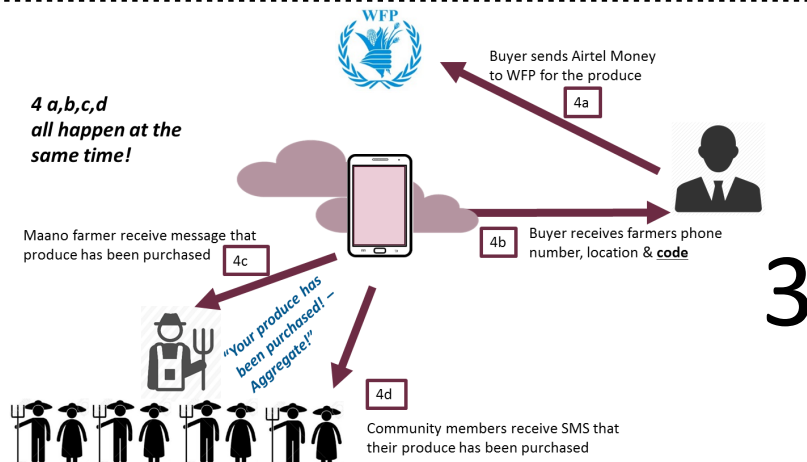 WFP
Buyer sends Airtel Money
to WFP for the produce
4a
4 a,b,c,d
all happen at the
same time!
4b
Buyer receives farmers phone
number, location & code
Maano farmer receive message that
produce has been purchased
4c
3
"Your produce has
been purchased! –
Aggregate!"
4d
Community members receive SMS that
their produce has been purchased